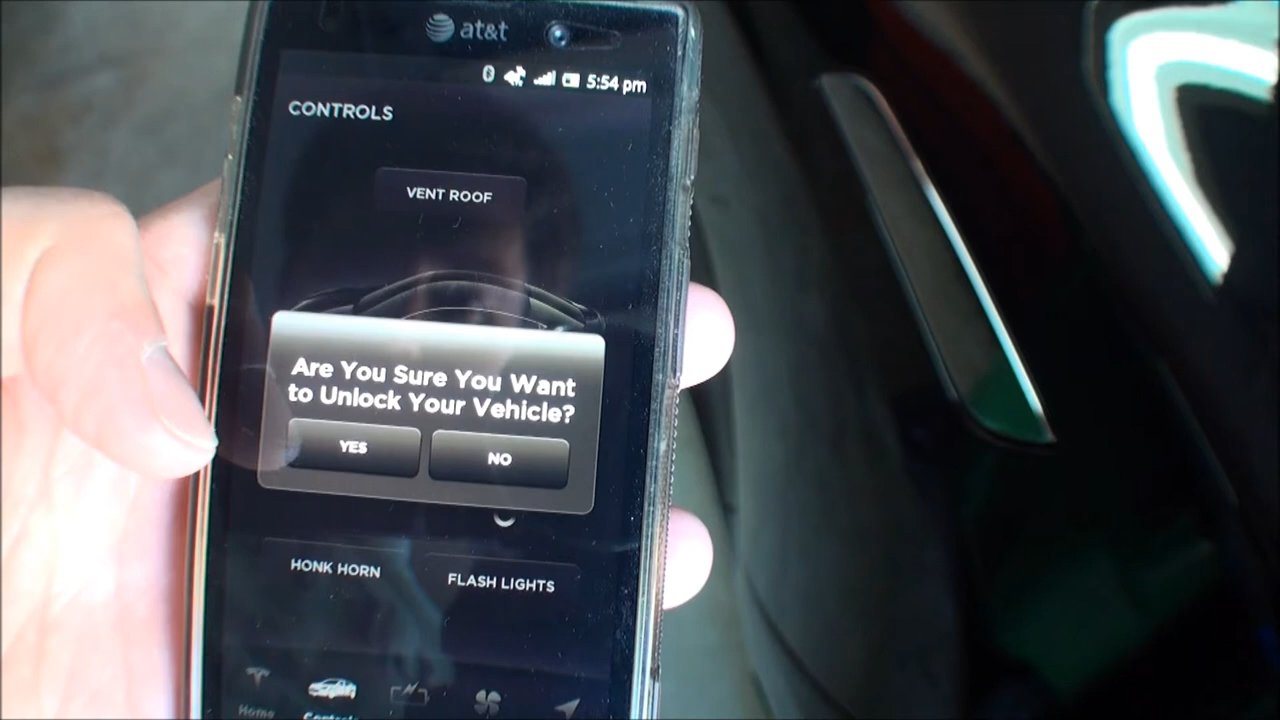 at&t
5:54 pm
CONTROLS
VENT ROOF
Are You Sure You Want
to Unlock Your Vehicle?
YES
NO
HONK HORN
FLASH LIGHTS
Home
Controls